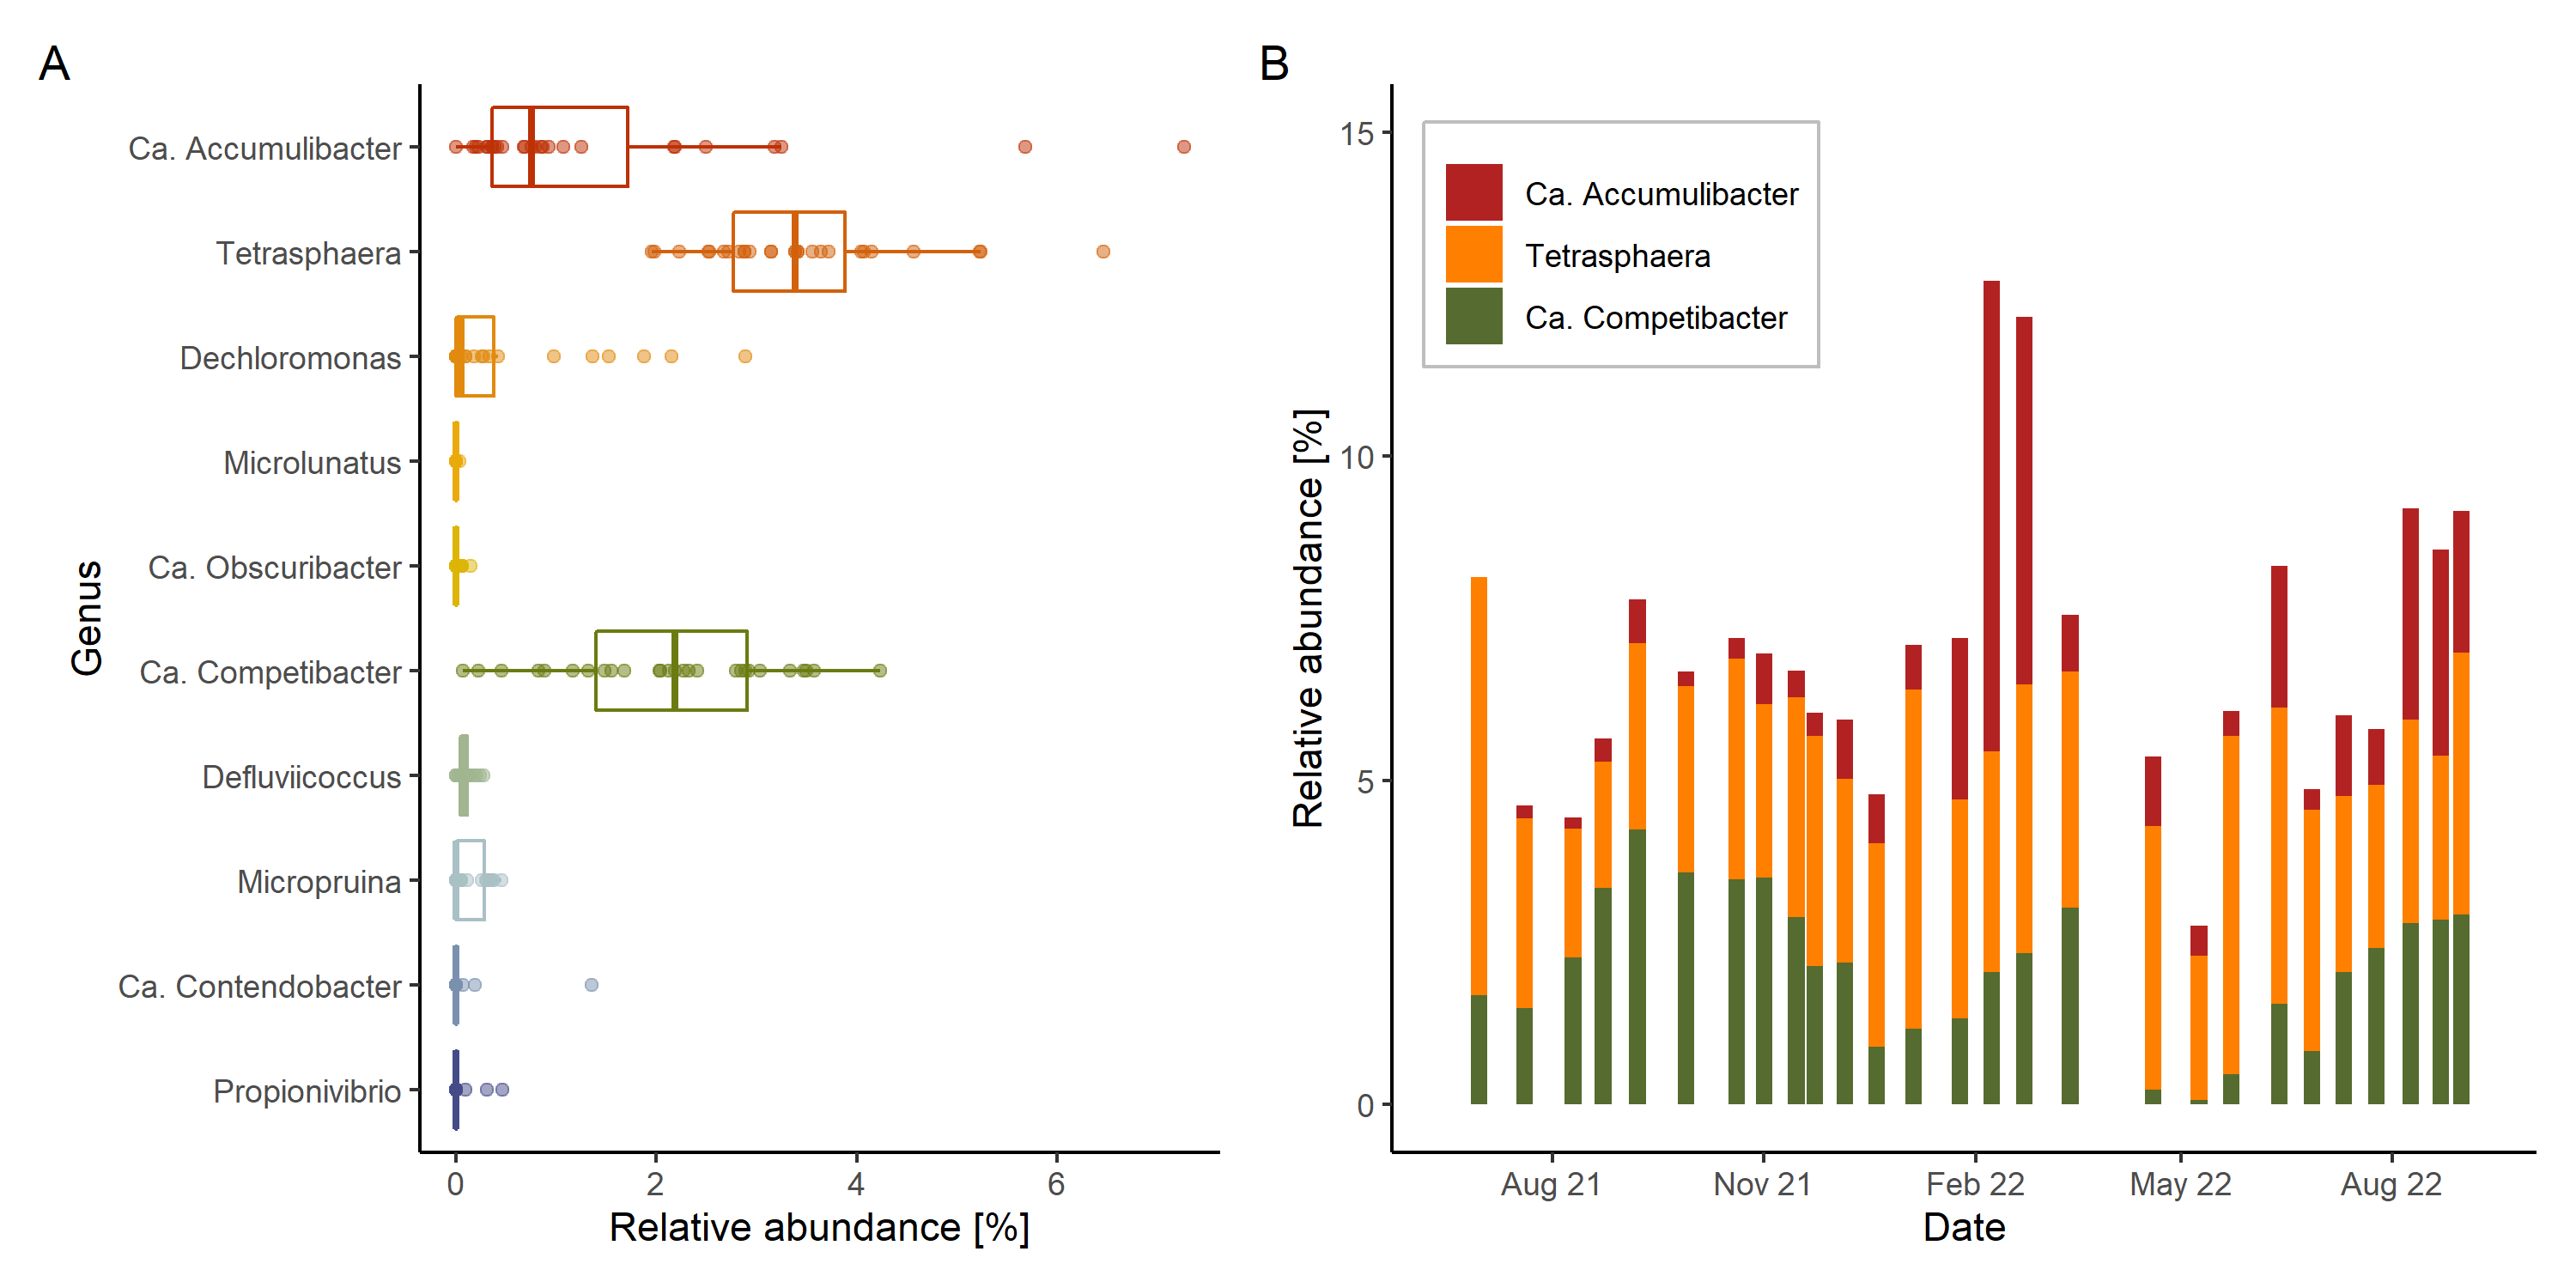 A
Genus
Ca. Accumulibacter
Tetrasphaera
Dechloromonas
Microlunatus
Ca. Obscuribacter
Ca. Competibacter
Defluviicoccus
Micropruina
Ca. Contendobacter
Propionivibrio
0 2 4 6
Relative abundance [%]
B
Relative abundance [%]
15
10
5
0
Ca. Accumulibacter
Tetrasphaera
Ca. Competibacter
Aug 21 Nov 21 Feb 22 May 22 Aug 22
Date